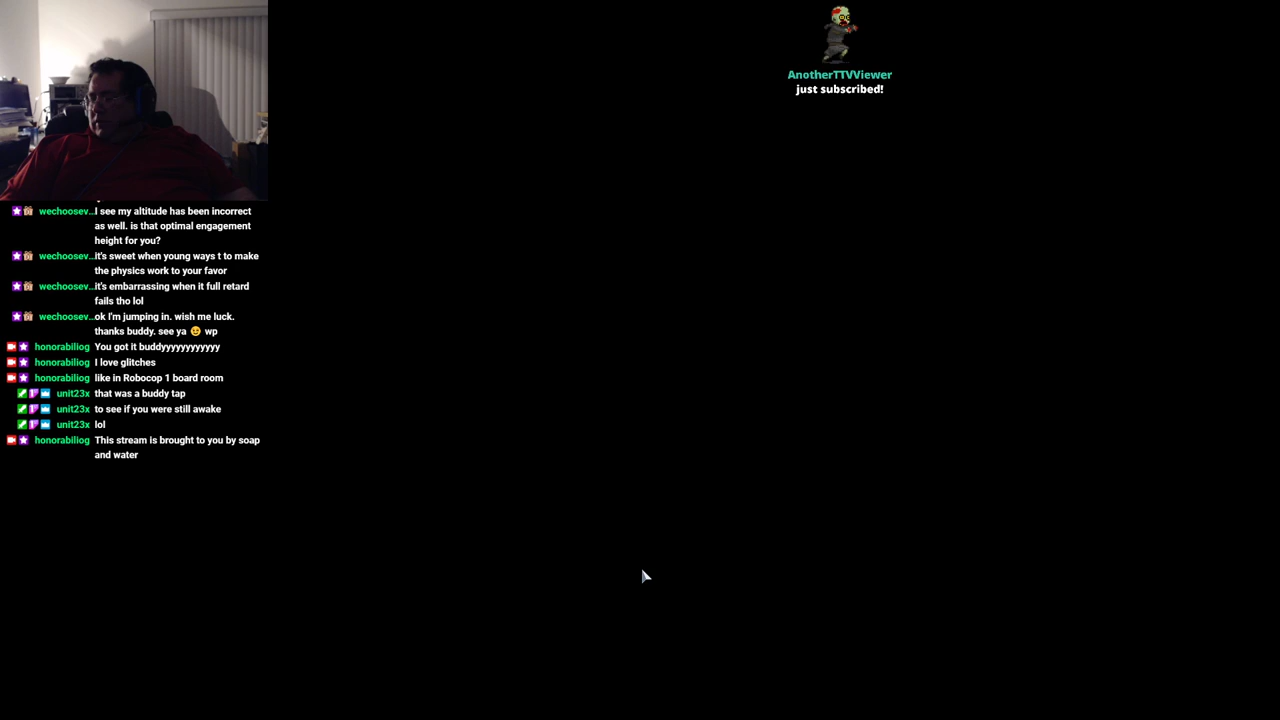 AnotherTTVViewer
just subscribed!
wechoosev... I see my altitude has been incorrect
as well. is that optimal engagement
height for you?
wechoosev... it's sweet when young ways t to make
the physics work to your favor
wechoosev... it's embarrassing when it full retard
fails tho lol
wechoosev... ok I'm jumping in. wish me luck.
thanks buddy. see ya 😉 wp
honorabiliog You got it buddyyyyyyyyyyy
honorabiliog I love glitches
honorabiliog like in Robocop 1 board room
unit23x that was a buddy tap
unit23x to see if you were still awake
unit23x lol
honorabiliog This stream is brought to you by soap
and water